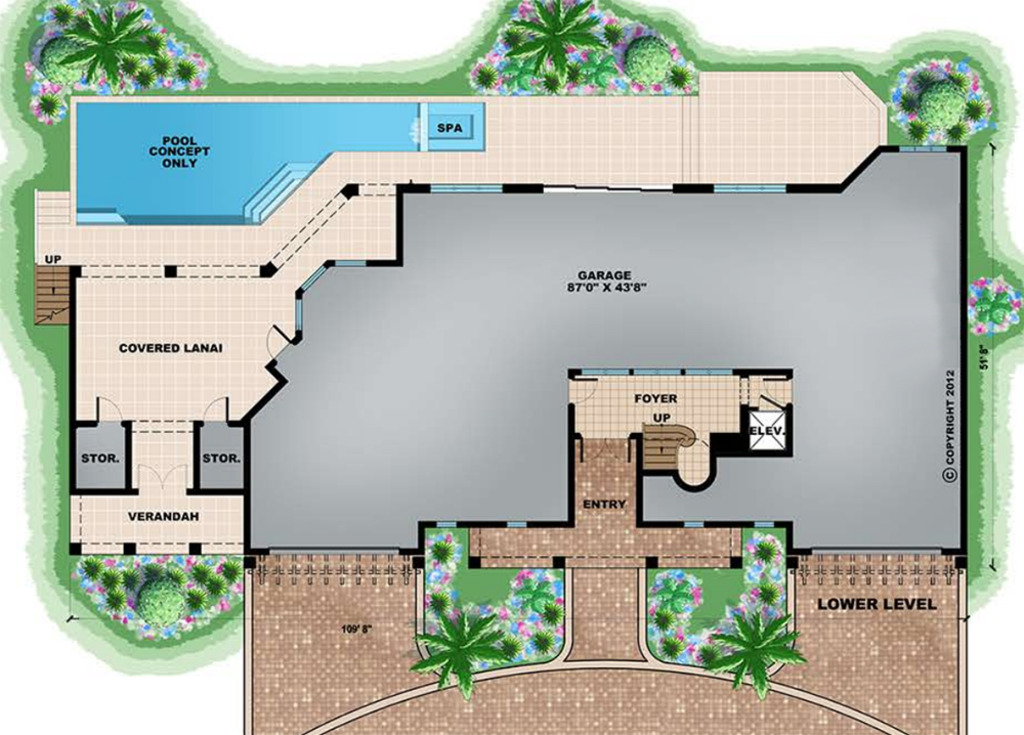 POOL
CONCEPT
ONLY
SPA
UP
GARAGE
87'0" X 43'8"
COVERED LANAI
51' 8"
FOYER
UP
ELEV.
STOR.
STOR.
ENTRY
VERANDAH
© COPYRIGHT 2012
LOWER LEVEL
109' 8"